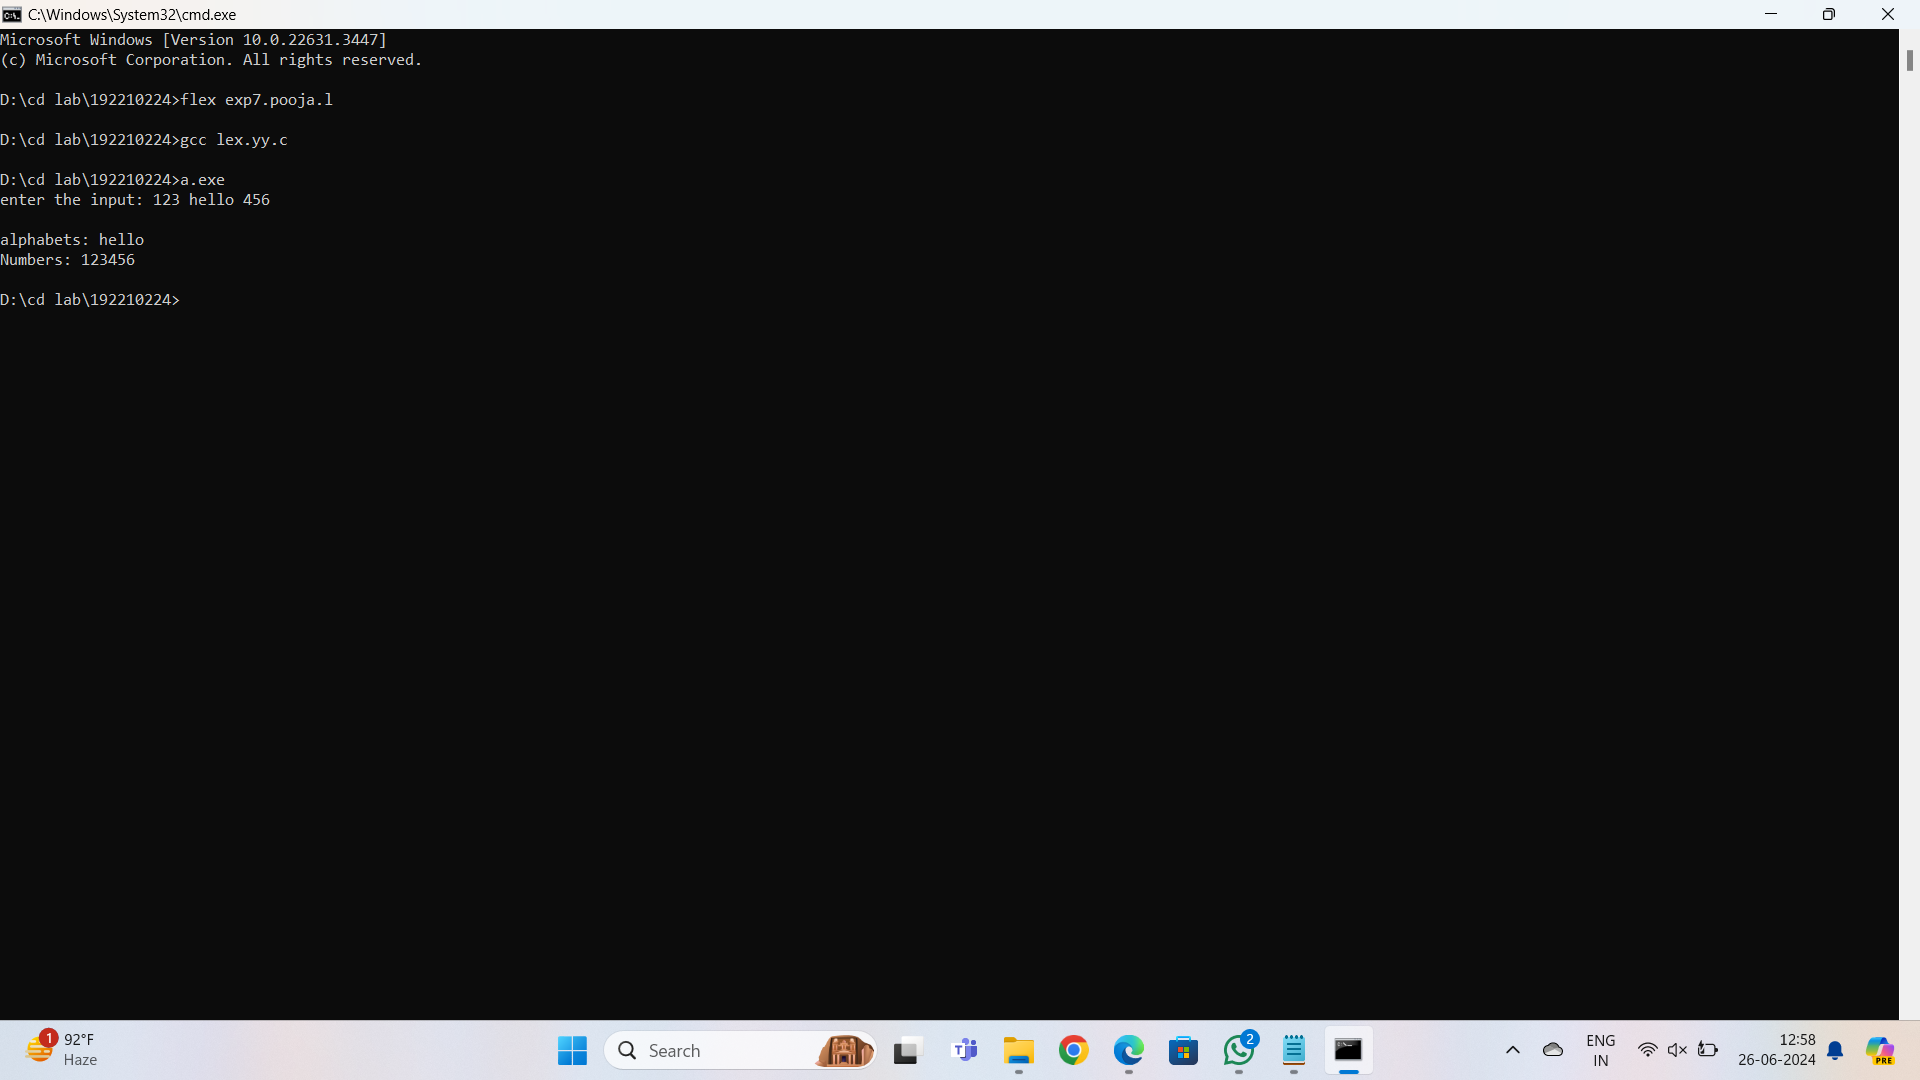 C:\Windows\System32\cmd.exe
Microsoft Windows [Version 10.0.22631.3447]
(c) Microsoft Corporation. All rights reserved.
D:\cd lab\192210224>flex exp7.pooja.l
D:\cd lab\192210224>gcc lex.yy.c
D:\cd lab\192210224>a.exe
enter the input: 123 hello 456
alphabets: hello
Numbers: 123456
D:\cd lab\192210224>
1
92°F
Haze
Search
2
ENG
IN
12:58
26-06-2024
PRE